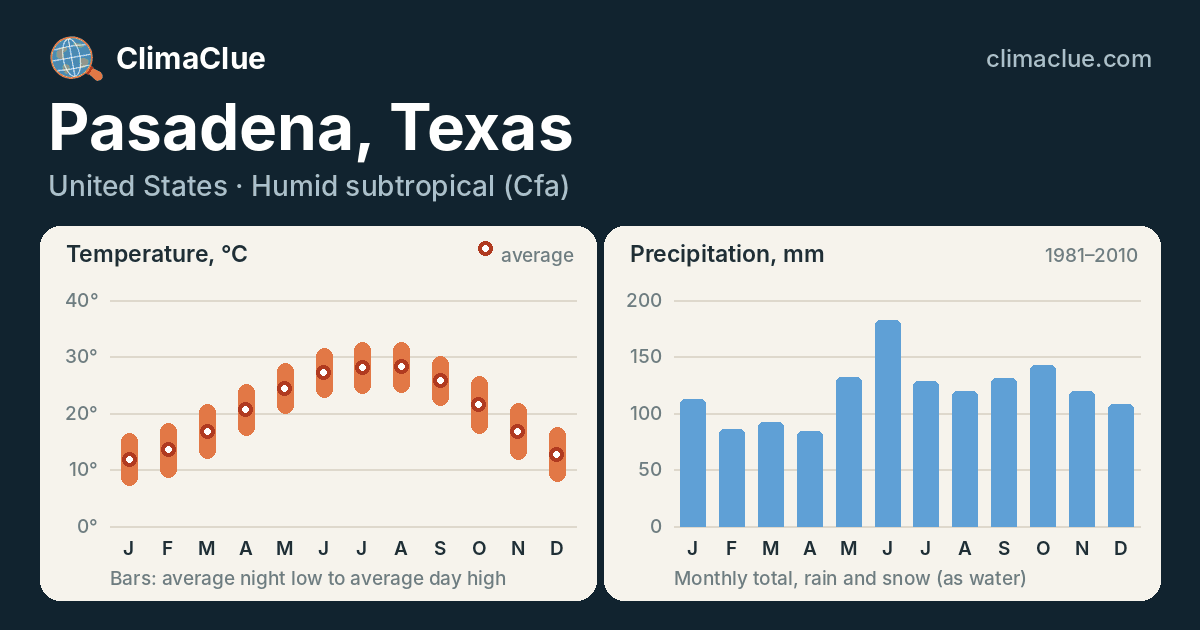 ClimaClue
climaclue.com
Pasadena, Texas
United States · Humid subtropical (Cfa)
Temperature, °C
average
40°
30°
20°
10°
0°
J F M A M J J A S O N D
Bars: average night low to average day high
Precipitation, mm
1981–2010
200
150
100
50
0
J F M A M J J A S O N D
Monthly total, rain and snow (as water)